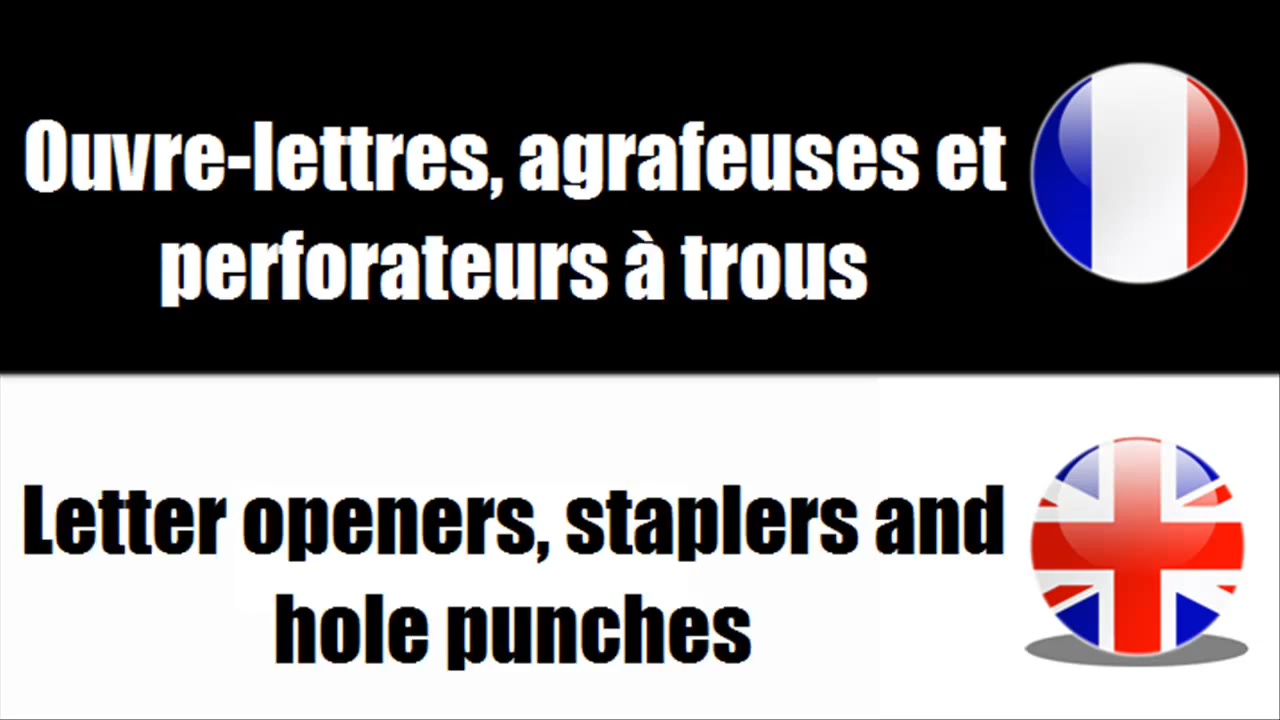 Ouvre-lettres, agrafeuses et
perforateurs à trous
Letter openers, staplers and
hole punches